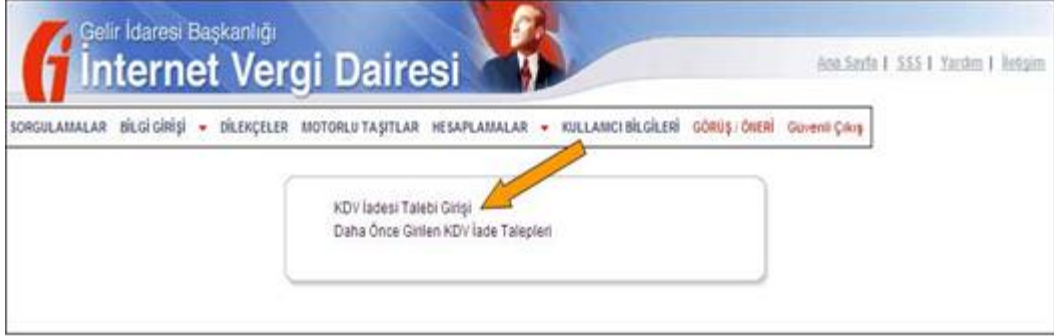 Gelir İdaresi Başkanlığı
İnternet Vergi Dairesi
Ana Sayfa | SSS | Yardım | İletişim
SORGULAMALAR BİLGİ GİRİŞİ DİLEKÇELER MOTORLU TAŞITLAR HESAPLAMALAR KULLANICI BİLGİLERİ GÖRÜŞ / ÖNERİ Güvenli Çıkış
KDV İadesi Talebi Girişi
Daha Önce Girilen KDV İade Talepleri